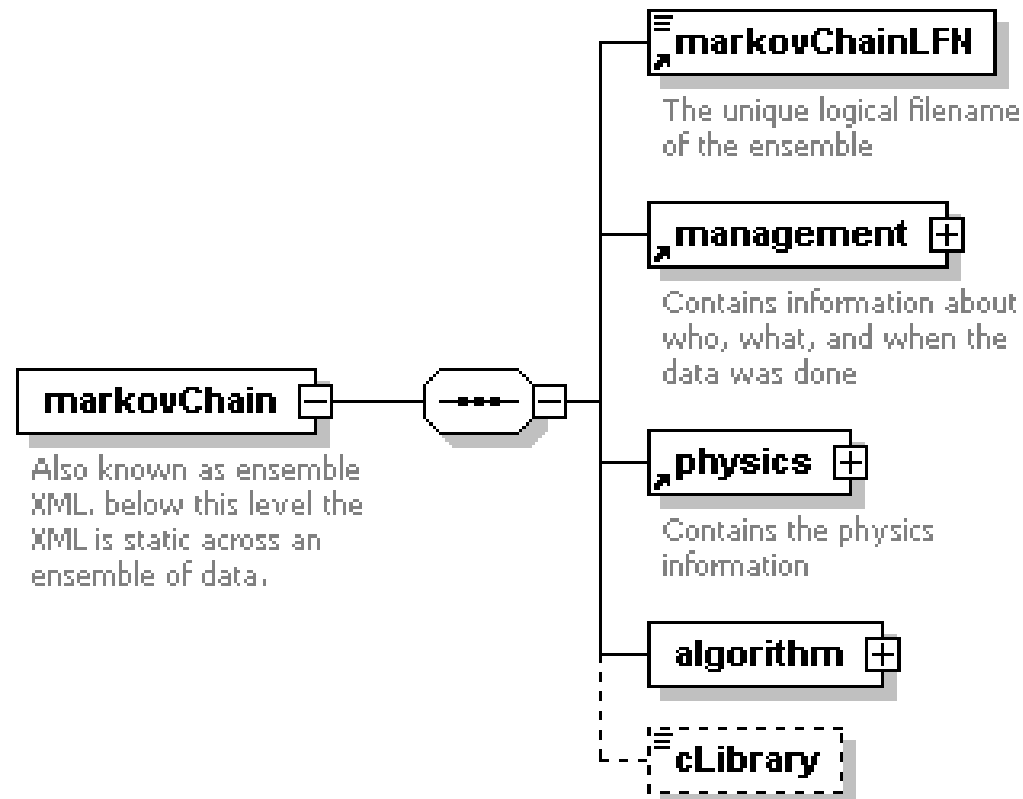 markovChainLFN
The unique logical filename
of the ensemble
management
Contains information about
who, what, and when the
data was done
markovChain
Also known as ensemble
XML. below this level the
XML is static across an
ensemble of data.
physics
Contains the physics
information
algorithm
cLibrary